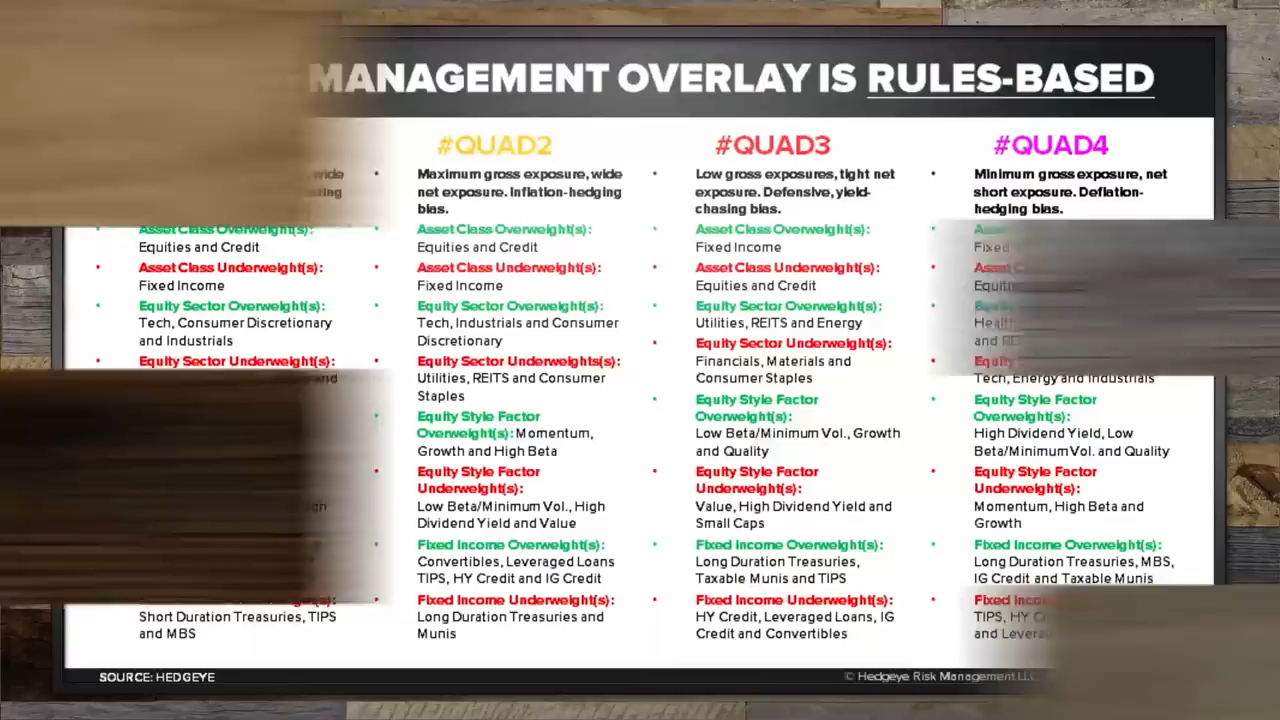 MANAGEMENT OVERLAY IS RULES-BASED
wide
Asset Class Overweight(s):
Equities and Credit
Asset Class Underweight(s):
Fixed Income
Equity Sector Overweight(s):
Tech, Consumer Discretionary
and Industrials
Equity Sector Underweight(s):
and
Short Duration Treasuries, TIPS
and MBS
#QUAD2
Maximum gross exposure, wide
net exposure. Inflation-hedging
bias.
Asset Class Overweight(s):
Equities and Credit
Asset Class Underweight(s):
Fixed Income
Equity Sector Overweight(s):
Tech, Industrials and Consumer
Discretionary
Equity Sector Underweights(s):
Utilities, REITS and Consumer
Staples
Equity Style Factor
Overweight(s): Momentum,
Growth and High Beta
Equity Style Factor
Underweight(s):
Low Beta/Minimum Vol., High
Dividend Yield and Value
Fixed Income Overweight(s):
Convertibles, Leveraged Loans
TIPS, HY Credit and IG Credit
Fixed Income Underweight(s):
Long Duration Treasuries and
Munis
#QUAD3
Low gross exposures, tight net
exposure. Defensive, yield-
chasing bias.
Asset Class Overweight(s):
Fixed Income
Asset Class Underweight(s):
Equities and Credit
Equity Sector Overweight(s):
Utilities, REITS and Energy
Equity Sector Underweight(s):
Financials, Materials and
Consumer Staples
Equity Style Factor
Overweight(s):
Low Beta/Minimum Vol., Growth
and Quality
Equity Style Factor
Underweight(s):
Value, High Dividend Yield and
Small Caps
Fixed Income Overweight(s):
Long Duration Treasuries,
Taxable Munis and TIPS
Fixed Income Underweight(s):
HY Credit, Leveraged Loans, IG
Credit and Convertibles
#QUAD4
Minimum gross exposure, net
short exposure. Deflation-
hedging bias.
Fixed
and
Tech, Energy and Industrials
Equity Style Factor
Overweight(s):
High Dividend Yield, Low
Beta/Minimum Vol. and Quality
Equity Style Factor
Underweight(s):
Momentum, High Beta and
Growth
Fixed Income Overweight(s):
Long Duration Treasuries, MBS,
IG Credit and Taxable Munis
Fixed
TIPS, HY
and
SOURCE: HEDGEYE
© Hedgeye Risk Management LLC